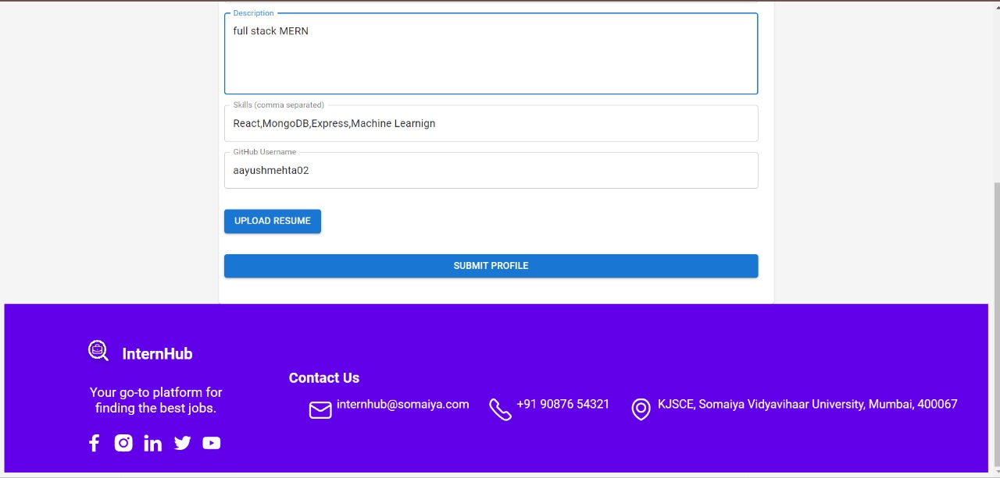 Description
full stack MERN
Skills (comma separated)
React,MongoDB,Express,Machine Learnign
GitHub Username
aayushmehta02
UPLOAD RESUME
SUBMIT PROFILE
InternHub
Your go-to platform for
finding the best jobs.
Contact Us
internhub@somaiya.com
+91 90876 54321
KJSCE, Somaiya Vidyavihaar University, Mumbai, 400067